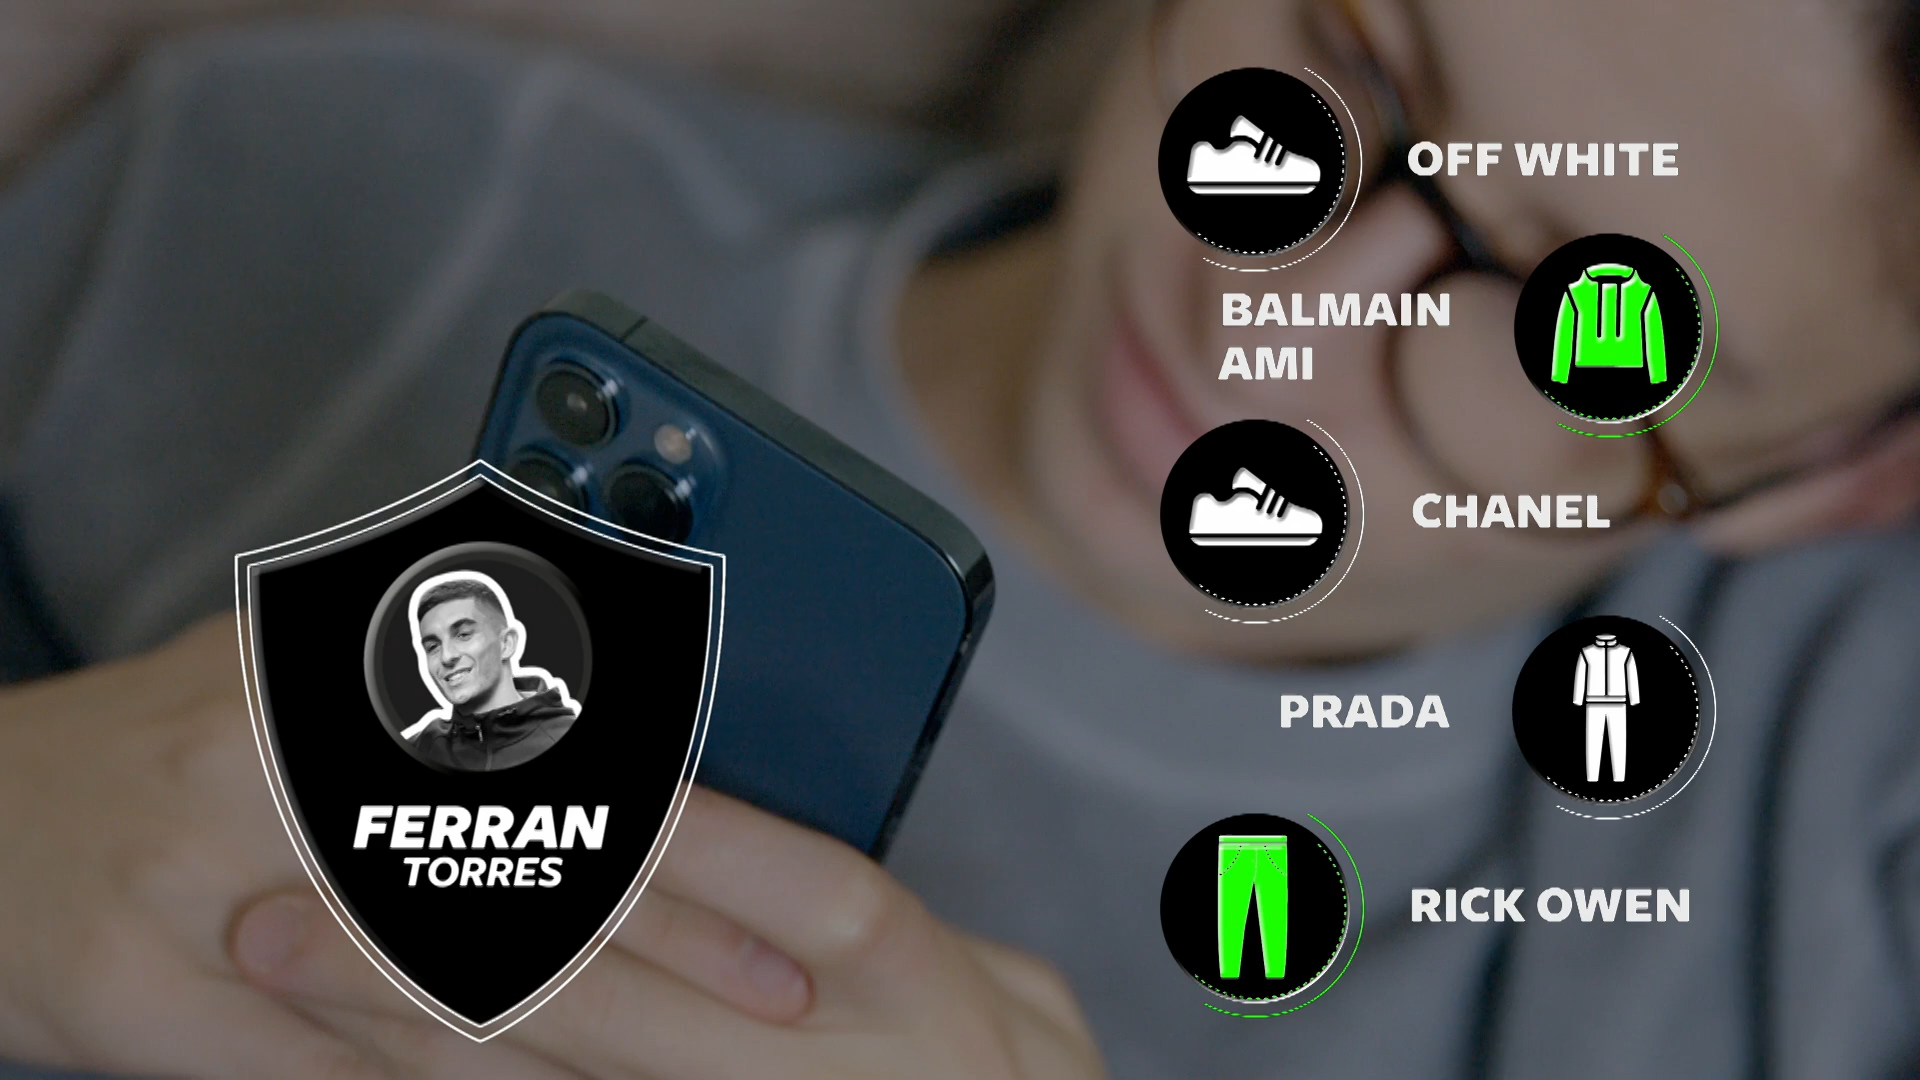 OFF WHITE
BALMAIN
AMI
CHANEL
PRADA
RICK OWEN
FERRAN
TORRES